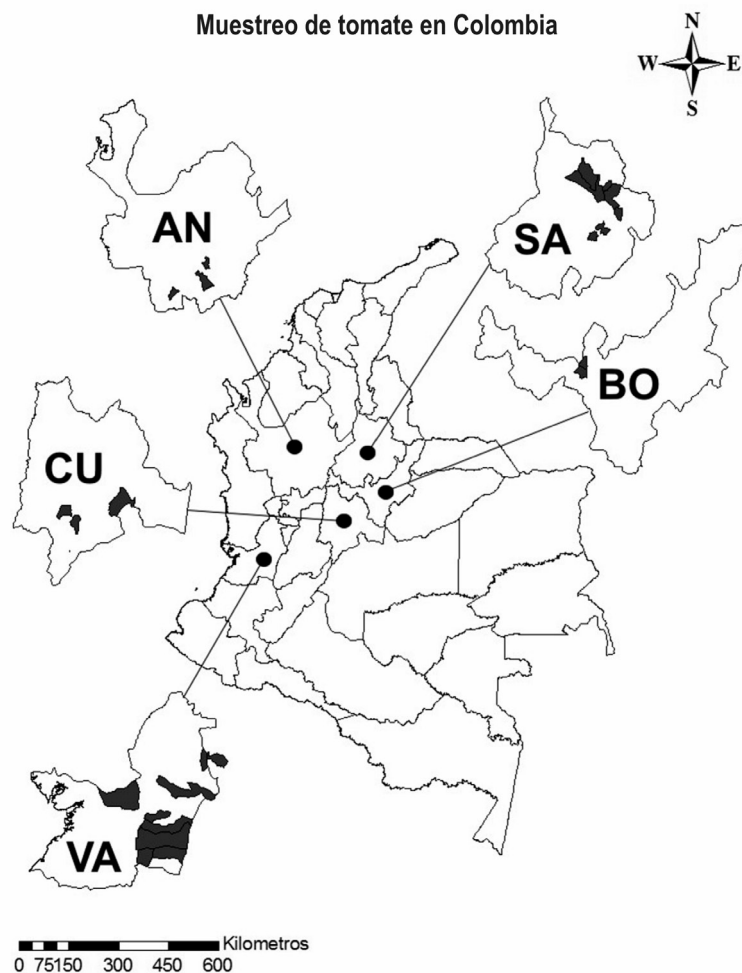 Muestreo de tomate en Colombia
N
W E
S
AN
SA
BO
CU
VA
Kilometros
0 75150 300 450 600